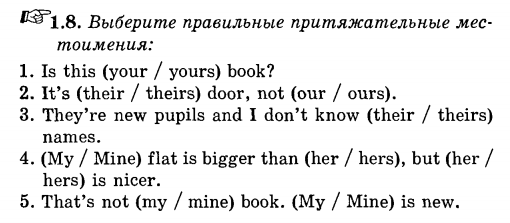 1.8. Выберите правильные притяжательные мес-
тоимения:
1. Is this (your / yours) book?
2. It's (their / theirs) door, not (our / ours).
3. They're new pupils and I don't know (their / theirs)
names.
4. (My / Mine) flat is bigger than (her / hers), but (her /
hers) is nicer.
5. That's not (my / mine) book. (My / Mine) is new.